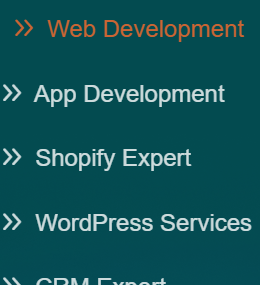 » Web Development
» App Development
» Shopify Expert
» WordPress Services
» CRM Expert